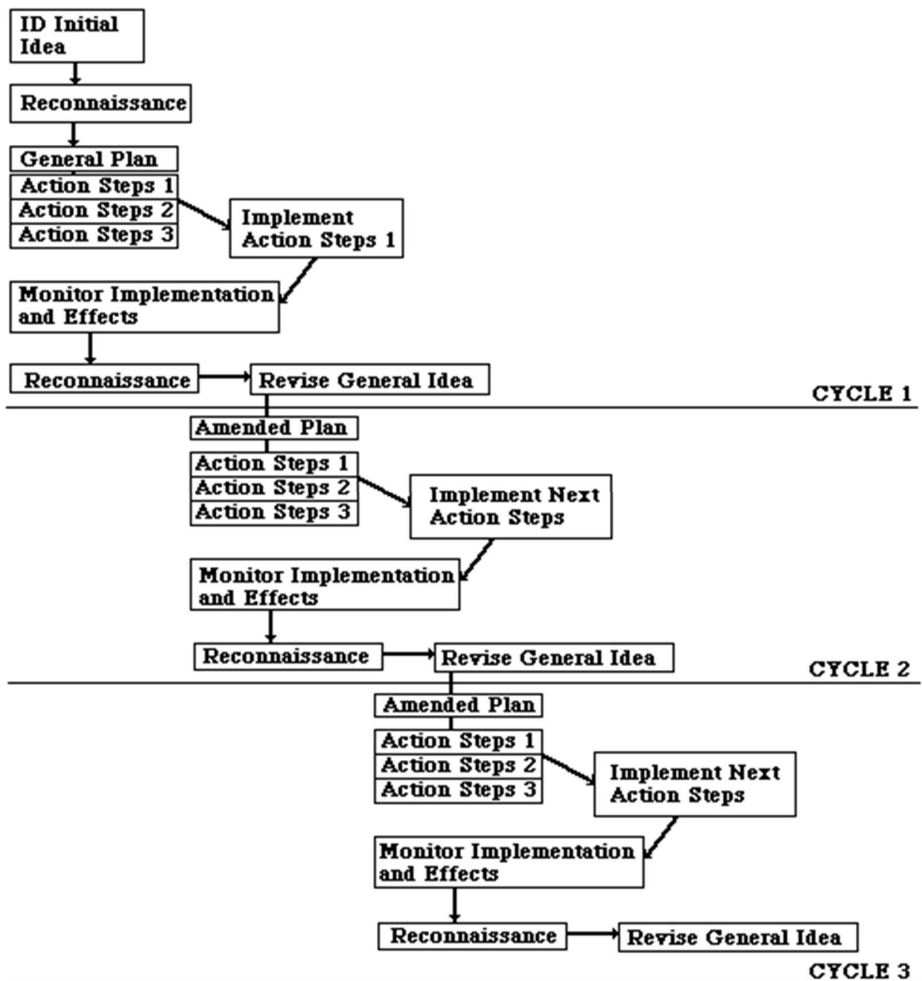 ID Initial
Idea
Reconnaissance
General Plan
Action Steps 1
Action Steps 2
Action Steps 3
Implement
Action Steps 1
Monitor Implementation
and Effects
Reconnaissance
Revise General Idea
CYCLE 1
Amended Plan
Action Steps 1
Action Steps 2
Action Steps 3
Implement Next
Action Steps
Monitor Implementation
and Effects
Reconnaissance
Revise General Idea
CYCLE 2
Amended Plan
Action Steps 1
Action Steps 2
Action Steps 3
Implement Next
Action Steps
Monitor Implementation
and Effects
Reconnaissance
Revise General Idea
CYCLE 3